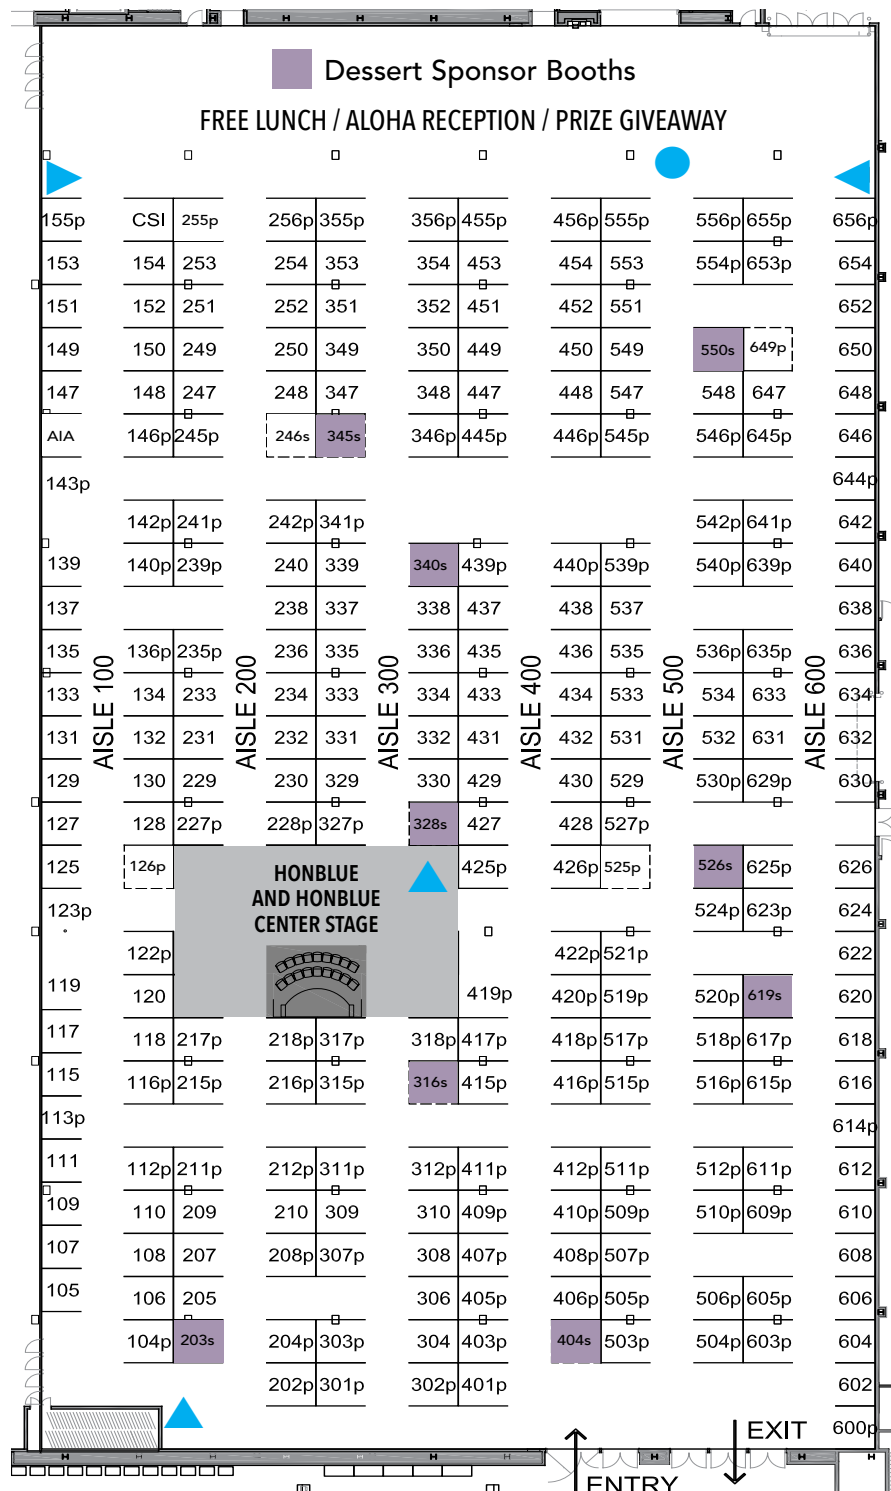 Dessert Sponsor Booths
FREE LUNCH / ALOHA RECEPTION / PRIZE GIVEAWAY
155p CSI 255p 256p 355p 356p 455p 456p 555p 556p 655p 656p
153 154 253 254 353 354 453 454 553 554p 653p 654
151 152 251 252 351 352 451 452 551 652
149 150 249 250 349 350 449 450 549 550s 649p 650
147 148 247 248 347 348 447 448 547 548 647 648
AIA 146p 245p 246s 345s 346p 445p 446p 545p 546p 645p 646
143p 644p
142p 241p 242p 341p 542p 641p 642
139 140p 239p 240 339 340s 439p 440p 539p 540p 639p 640
137 238 337 338 437 438 537 638
135 136p 235p 236 335 336 435 436 535 536p 635p 636
133 134 233 234 333 334 433 434 533 534 633 634
131 132 231 232 331 332 431 432 531 532 631 632
129 130 229 230 329 330 429 430 529 530p 629p 630
AISLE 100
AISLE 200
AISLE 300
AISLE 400
AISLE 500
AISLE 600
127 128 227p 228p 327p 328s 427 428 527p
125 126p 425p 426p 525p 526s 625p 626
HONBLUE
AND HONBLUE
CENTER STAGE
123p 524p 623p 624
122p 422p 521p 622
119 120 419p 420p 519p 520p 619s 620
117 118 217p 218p 317p 318p 417p 418p 517p 518p 617p 618
115 116p 215p 216p 315p 316s 415p 416p 515p 516p 615p 616
113p 614p
111 112p 211p 212p 311p 312p 411p 412p 511p 512p 611p 612
109 110 209 210 309 310 409p 410p 509p 510p 609p 610
107 108 207 208p 307p 308 407p 408p 507p 608
105 106 205 306 405p 406p 505p 506p 605p 606
104p 203s 204p 303p 304 403p 404s 503p 504p 603p 604
202p 301p 302p 401p 602
600p
EXIT
ENTRY